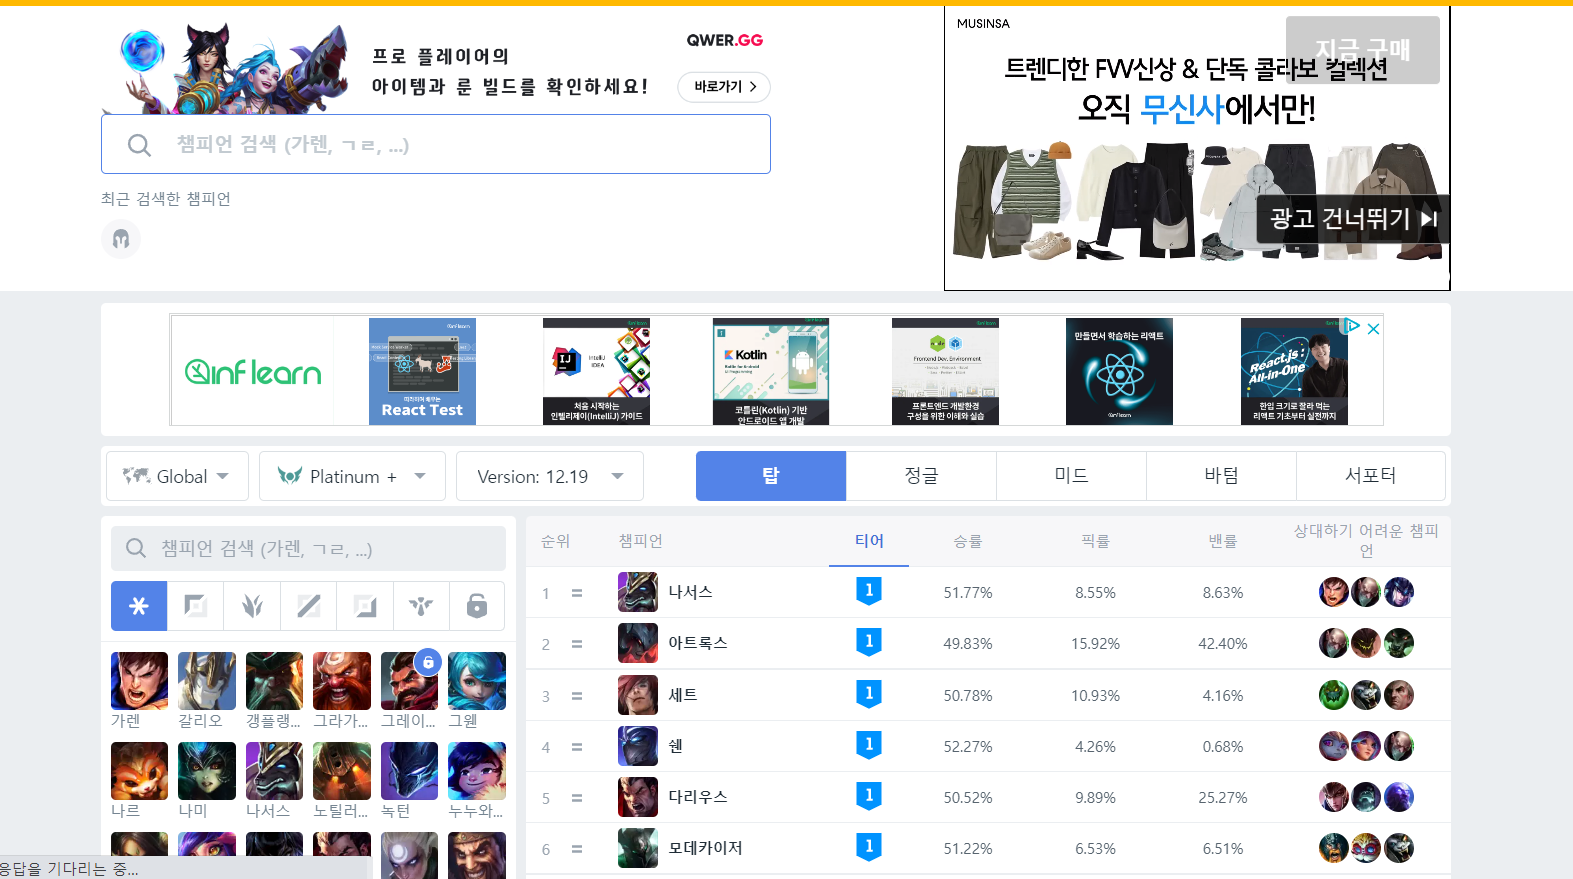 프로 플레이어의
아이템과 룬 빌드를 확인하세요!
QWER.GG
바로가기
챔피언 검색 (가렌, ㄱㄹ, ...)
최근 검색한 챔피언
MUSINSA
지금 구매
트렌디한 FW신상 & 단독 콜라보 컬렉션
오직 무신사에서만!
광고 건너뛰기
inflearn
따라하며 배우는
React Test
IntelliJ
IDEA
처음 시작하는
인텔리제이(IntelliJ) 가이드
Kotlin
코틀린(Kotlin) 기반
안드로이드 앱 개발
Frontend Dev. Environment
프론트엔드 개발환경
구성을 위한 이해와 실습
만들면서 학습하는 리액트
inflearn
React.js
All-in-One
한입 크기로 잘라 먹는
리액트 기초부터 실전까지
Global
Platinum +
Version: 12.19
탑 정글 미드 바텀 서포터
챔피언 검색 (가렌, ㄱㄹ, ...)
가렌 갈리오 갱플랭... 그라가... 그레이... 그웬
나르 나미 나서스 노틸러... 녹턴 누누와...
순위 챔피언 티어 승률 픽률 밴률 상대하기 어려운 챔피
언
1 = 나서스 1 51.77% 8.55% 8.63%
2 = 아트록스 1 49.83% 15.92% 42.40%
3 = 세트 1 50.78% 10.93% 4.16%
4 = 쉔 1 52.27% 4.26% 0.68%
5 = 다리우스 1 50.52% 9.89% 25.27%
6 = 모데카이저 1 51.22% 6.53% 6.51%
응답을 기다리는 중...